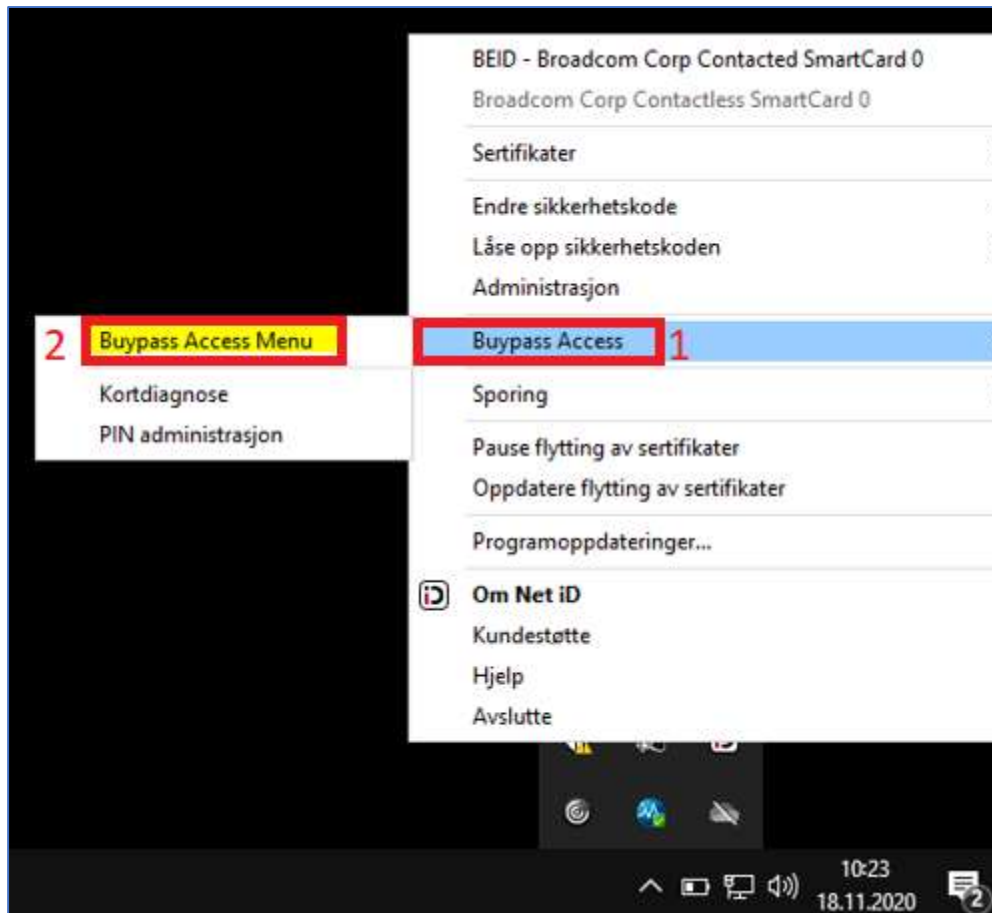 BEID - Broadcom Corp Contacted SmartCard 0
Broadcom Corp Contactless SmartCard 0
Sertifikater
Endre sikkerhetskode
Låse opp sikkerhetskoden
Administrasjon
Buypass Access 1
2 Buypass Access Menu
Kortdiagnose
PIN administrasjon
Sporing
Pause flytting av sertifikater
Oppdatere flytting av sertifikater
Programoppdateringer...
iD Om Net iD
Kundestøtte
Hjelp
Avslutte
10:23
18.11.2020
2